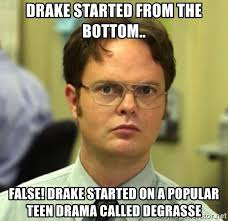 DRAKE STARTED FROM THE
BOTTOM..
FALSE! DRAKE STARTED ON A POPULAR
TEEN DRAMA CALLED DEGRASSE